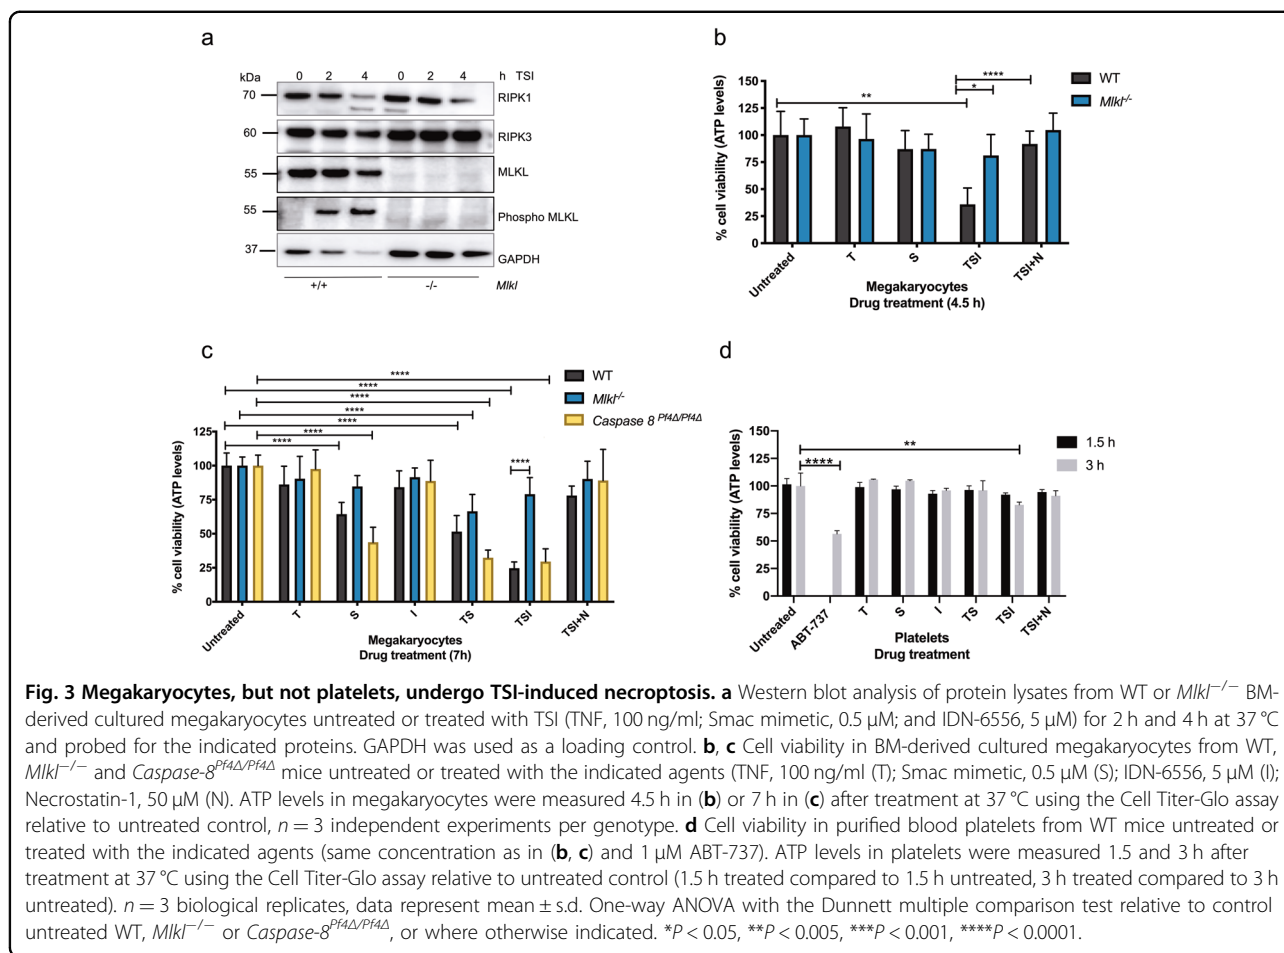 a
kDa 0 2 4 0 2 4 h TSI
70 RIPK1
60 RIPK3
55 MLKL
55 Phospho MLKL
37 GAPDH
+/+ -/- Mlkl
b
% cell viability (ATP levels)
150
125
100
75
50
25
0
** * ****
WT
Mlkl-/-
Untreated T S TSI TSI+N
Megakaryocytes
Drug treatment (4.5 h)
c
% cell viability (ATP levels)
125
100
75
50
25
0
****
****
****
****
****
****
****
****
WT
Mlkl-/-
Caspase 8 Pf4Δ/Pf4Δ
Untreated T S I TS TSI TSI+N
Megakaryocytes
Drug treatment (7h)
d
% cell viability (ATP levels)
150
125
100
75
50
25
0
**
****
1.5 h
3 h
Untreated ABT-737 T S I TS TSI TSI+N
Platelets
Drug treatment
Fig. 3 Megakaryocytes, but not platelets, undergo TSI-induced necroptosis. a Western blot analysis of protein lysates from WT or Mlkl−/− BM-
derived cultured megakaryocytes untreated or treated with TSI (TNF, 100 ng/ml; Smac mimetic, 0.5 μM; and IDN-6556, 5 μM) for 2 h and 4 h at 37 °C
and probed for the indicated proteins. GAPDH was used as a loading control. b, c Cell viability in BM-derived cultured megakaryocytes from WT,
Mlkl−/− and Caspase-8Pf4Δ/Pf4Δ mice untreated or treated with the indicated agents (TNF, 100 ng/ml (T); Smac mimetic, 0.5 μM (S); IDN-6556, 5 μM (I);
Necrostatin-1, 50 μM (N). ATP levels in megakaryocytes were measured 4.5 h in (b) or 7 h in (c) after treatment at 37 °C using the Cell Titer-Glo assay
relative to untreated control, n = 3 independent experiments per genotype. d Cell viability in purified blood platelets from WT mice untreated or
treated with the indicated agents (same concentration as in (b, c) and 1 μM ABT-737). ATP levels in platelets were measured 1.5 and 3 h after
treatment at 37 °C using the Cell Titer-Glo assay relative to untreated control (1.5 h treated compared to 1.5 h untreated, 3 h treated compared to 3 h
untreated). n = 3 biological replicates, data represent mean ± s.d. One-way ANOVA with the Dunnett multiple comparison test relative to control
untreated WT, Mlkl−/− or Caspase-8Pf4Δ/Pf4Δ, or where otherwise indicated. *P < 0.05, **P < 0.005, ***P < 0.001, ****P < 0.0001.